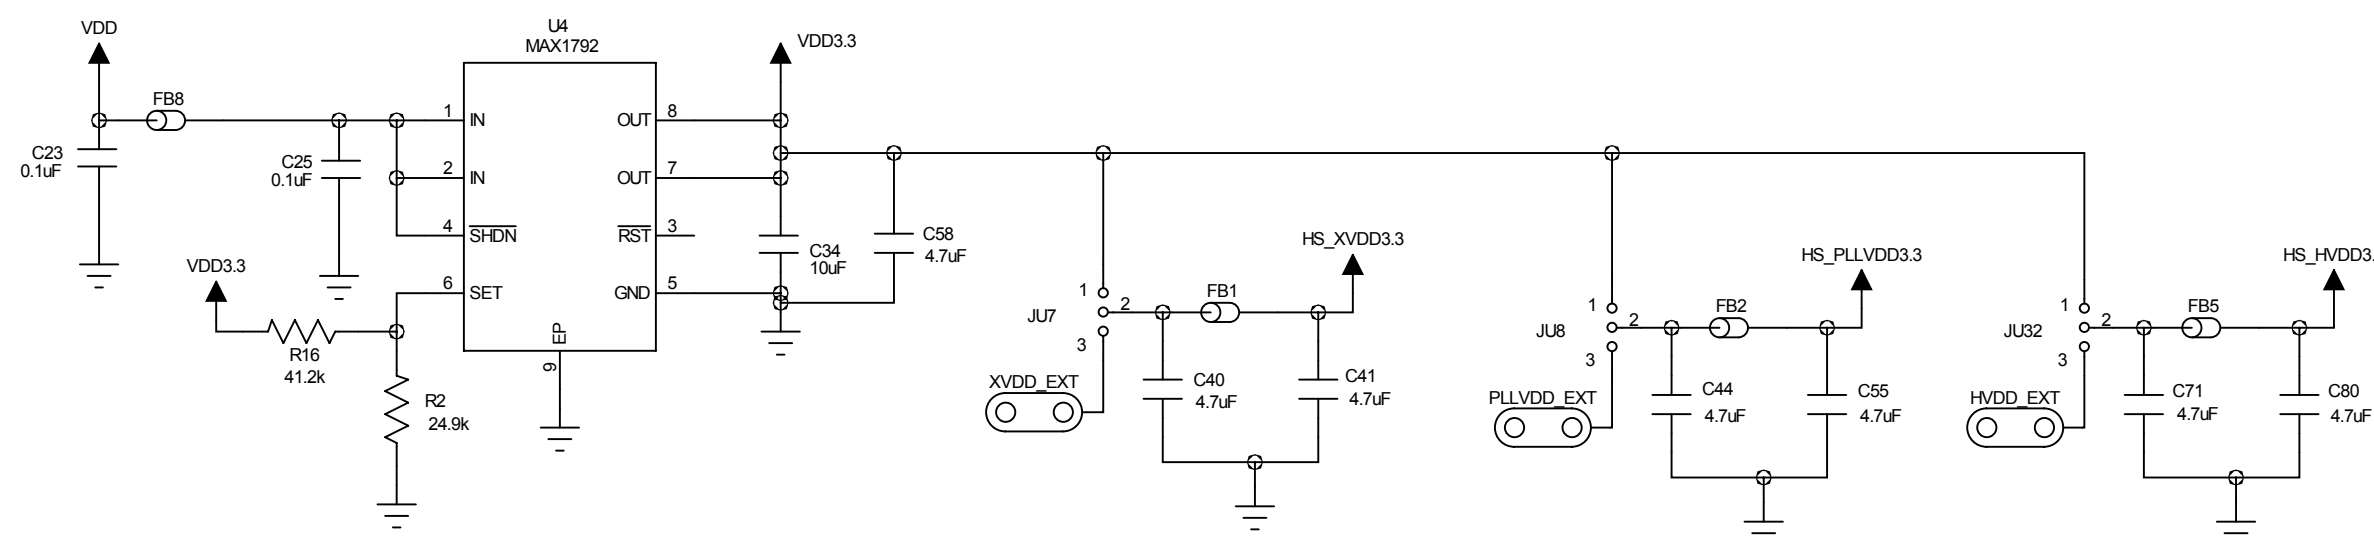 VDD
FB8
C23
0.1uF
C25
0.1uF
VDD3.3
R16
41.2k
R2
24.9k
U4
MAX1792
1
IN
2
IN
4
SHDN
6
SET
EP
9
OUT
8
OUT
7
RST
3
GND
5
VDD3.3
C34
10uF
C58
4.7uF
JU7
1
2
3
XVDD_EXT
FB1
HS_XVDD3.3
C40
4.7uF
C41
4.7uF
JU8
1
2
3
PLLVDD_EXT
FB2
HS_PLLVDD3.3
C44
4.7uF
C55
4.7uF
JU32
1
2
3
HVDD_EXT
FB5
HS_HVDD3.
C71
4.7uF
C80
4.7uF